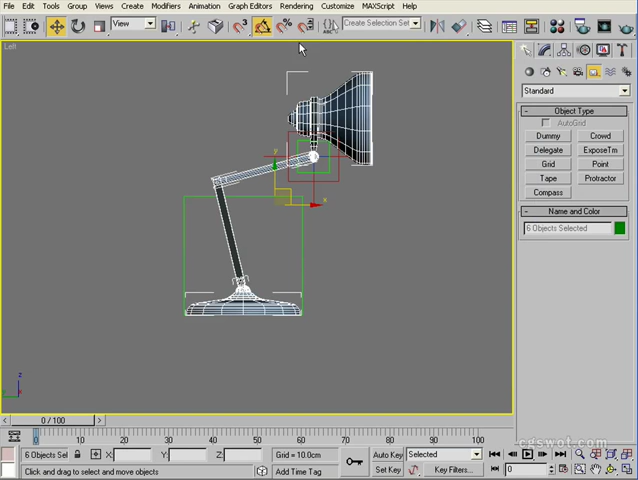 File Edit Tools Group Views Create Modifiers Animation Graph Editors Rendering Customize MAXScript Help
View
3
%
ABC
Create Selection Set
Left
Standard
- Object Type
AutoGrid
Dummy Crowd
Delegate ExposeTm
Grid Point
Tape Protractor
Compass
- Name and Color
6 Objects Selected
y
x
z
0 / 100
0 10 20 30 40 50 60 70 80 90 100
6 Objects Sel X: Y: Z: Grid = 10.0cm Auto Key Selected
Click and drag to select and move objects Add Time Tag Set Key Key Filters... 0
cgswot.com